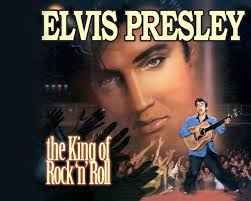 ELVIS PRESLEY
the King of
Rock'n'Roll